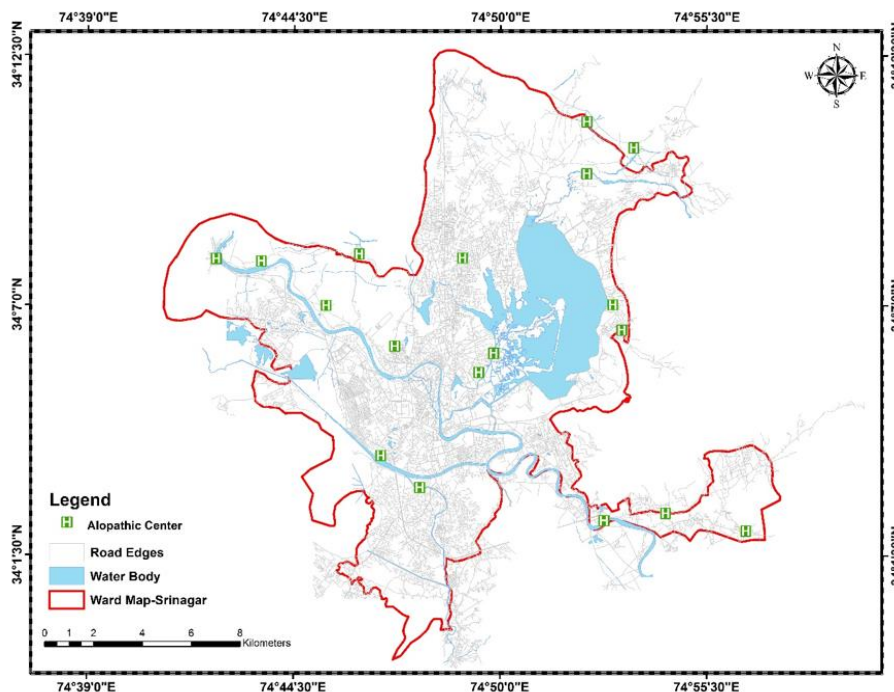 74°39'0"E 74°44'30"E 74°50'0"E 74°55'30"E
34°12'30"N
N
W E
S
34°7'0"N
Legend
H Alopathic Center
Road Edges
Water Body
Ward Map-Srinagar
34°1'30"N
0 1 2 4 6 8
Kilometers
74°39'0"E 74°44'30"E 74°50'0"E 74°55'30"E